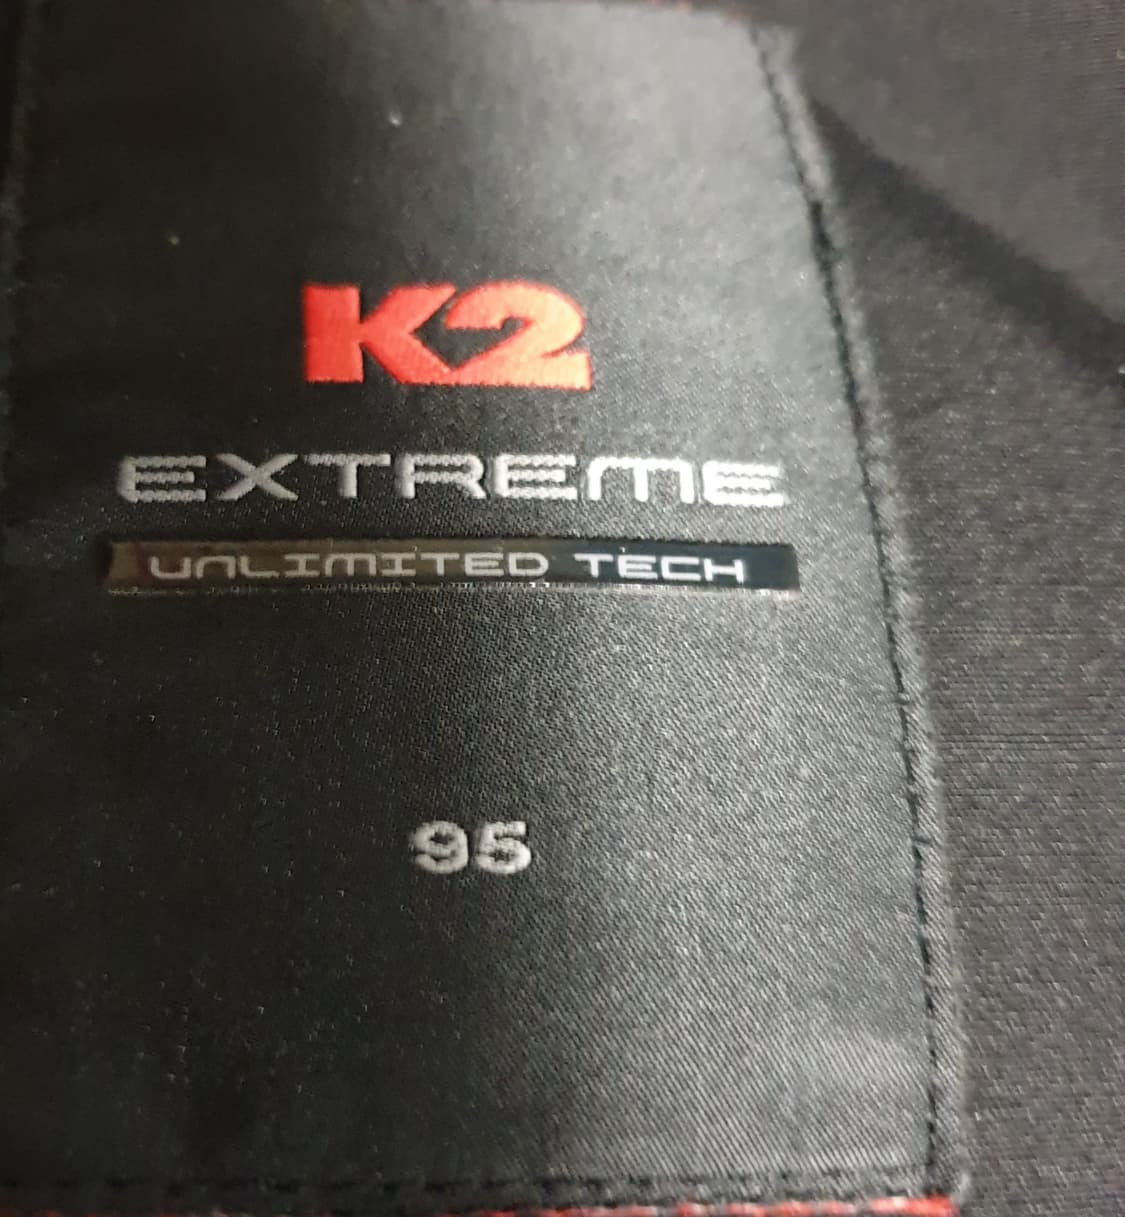 K2
EXTREME
UNLIMITED TECH
95